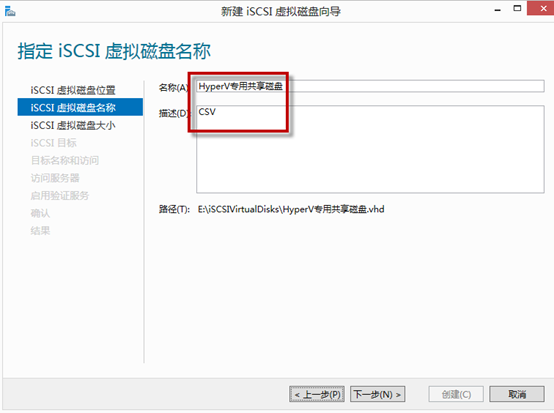 新建 iSCSI 虚拟磁盘向导
指定 iSCSI 虚拟磁盘名称
iSCSI 虚拟磁盘位置
iSCSI 虚拟磁盘名称
iSCSI 虚拟磁盘大小
iSCSI 目标
目标名称和访问
访问服务器
启用验证服务
确认
结果
名称(A)
HyperV专用共享磁盘
描述(D)
CSV
路径(T): E:\iSCSIVirtualDisks\HyperV专用共享磁盘.vhd
< 上一步(P) 下一步(N) > 创建(C) 取消